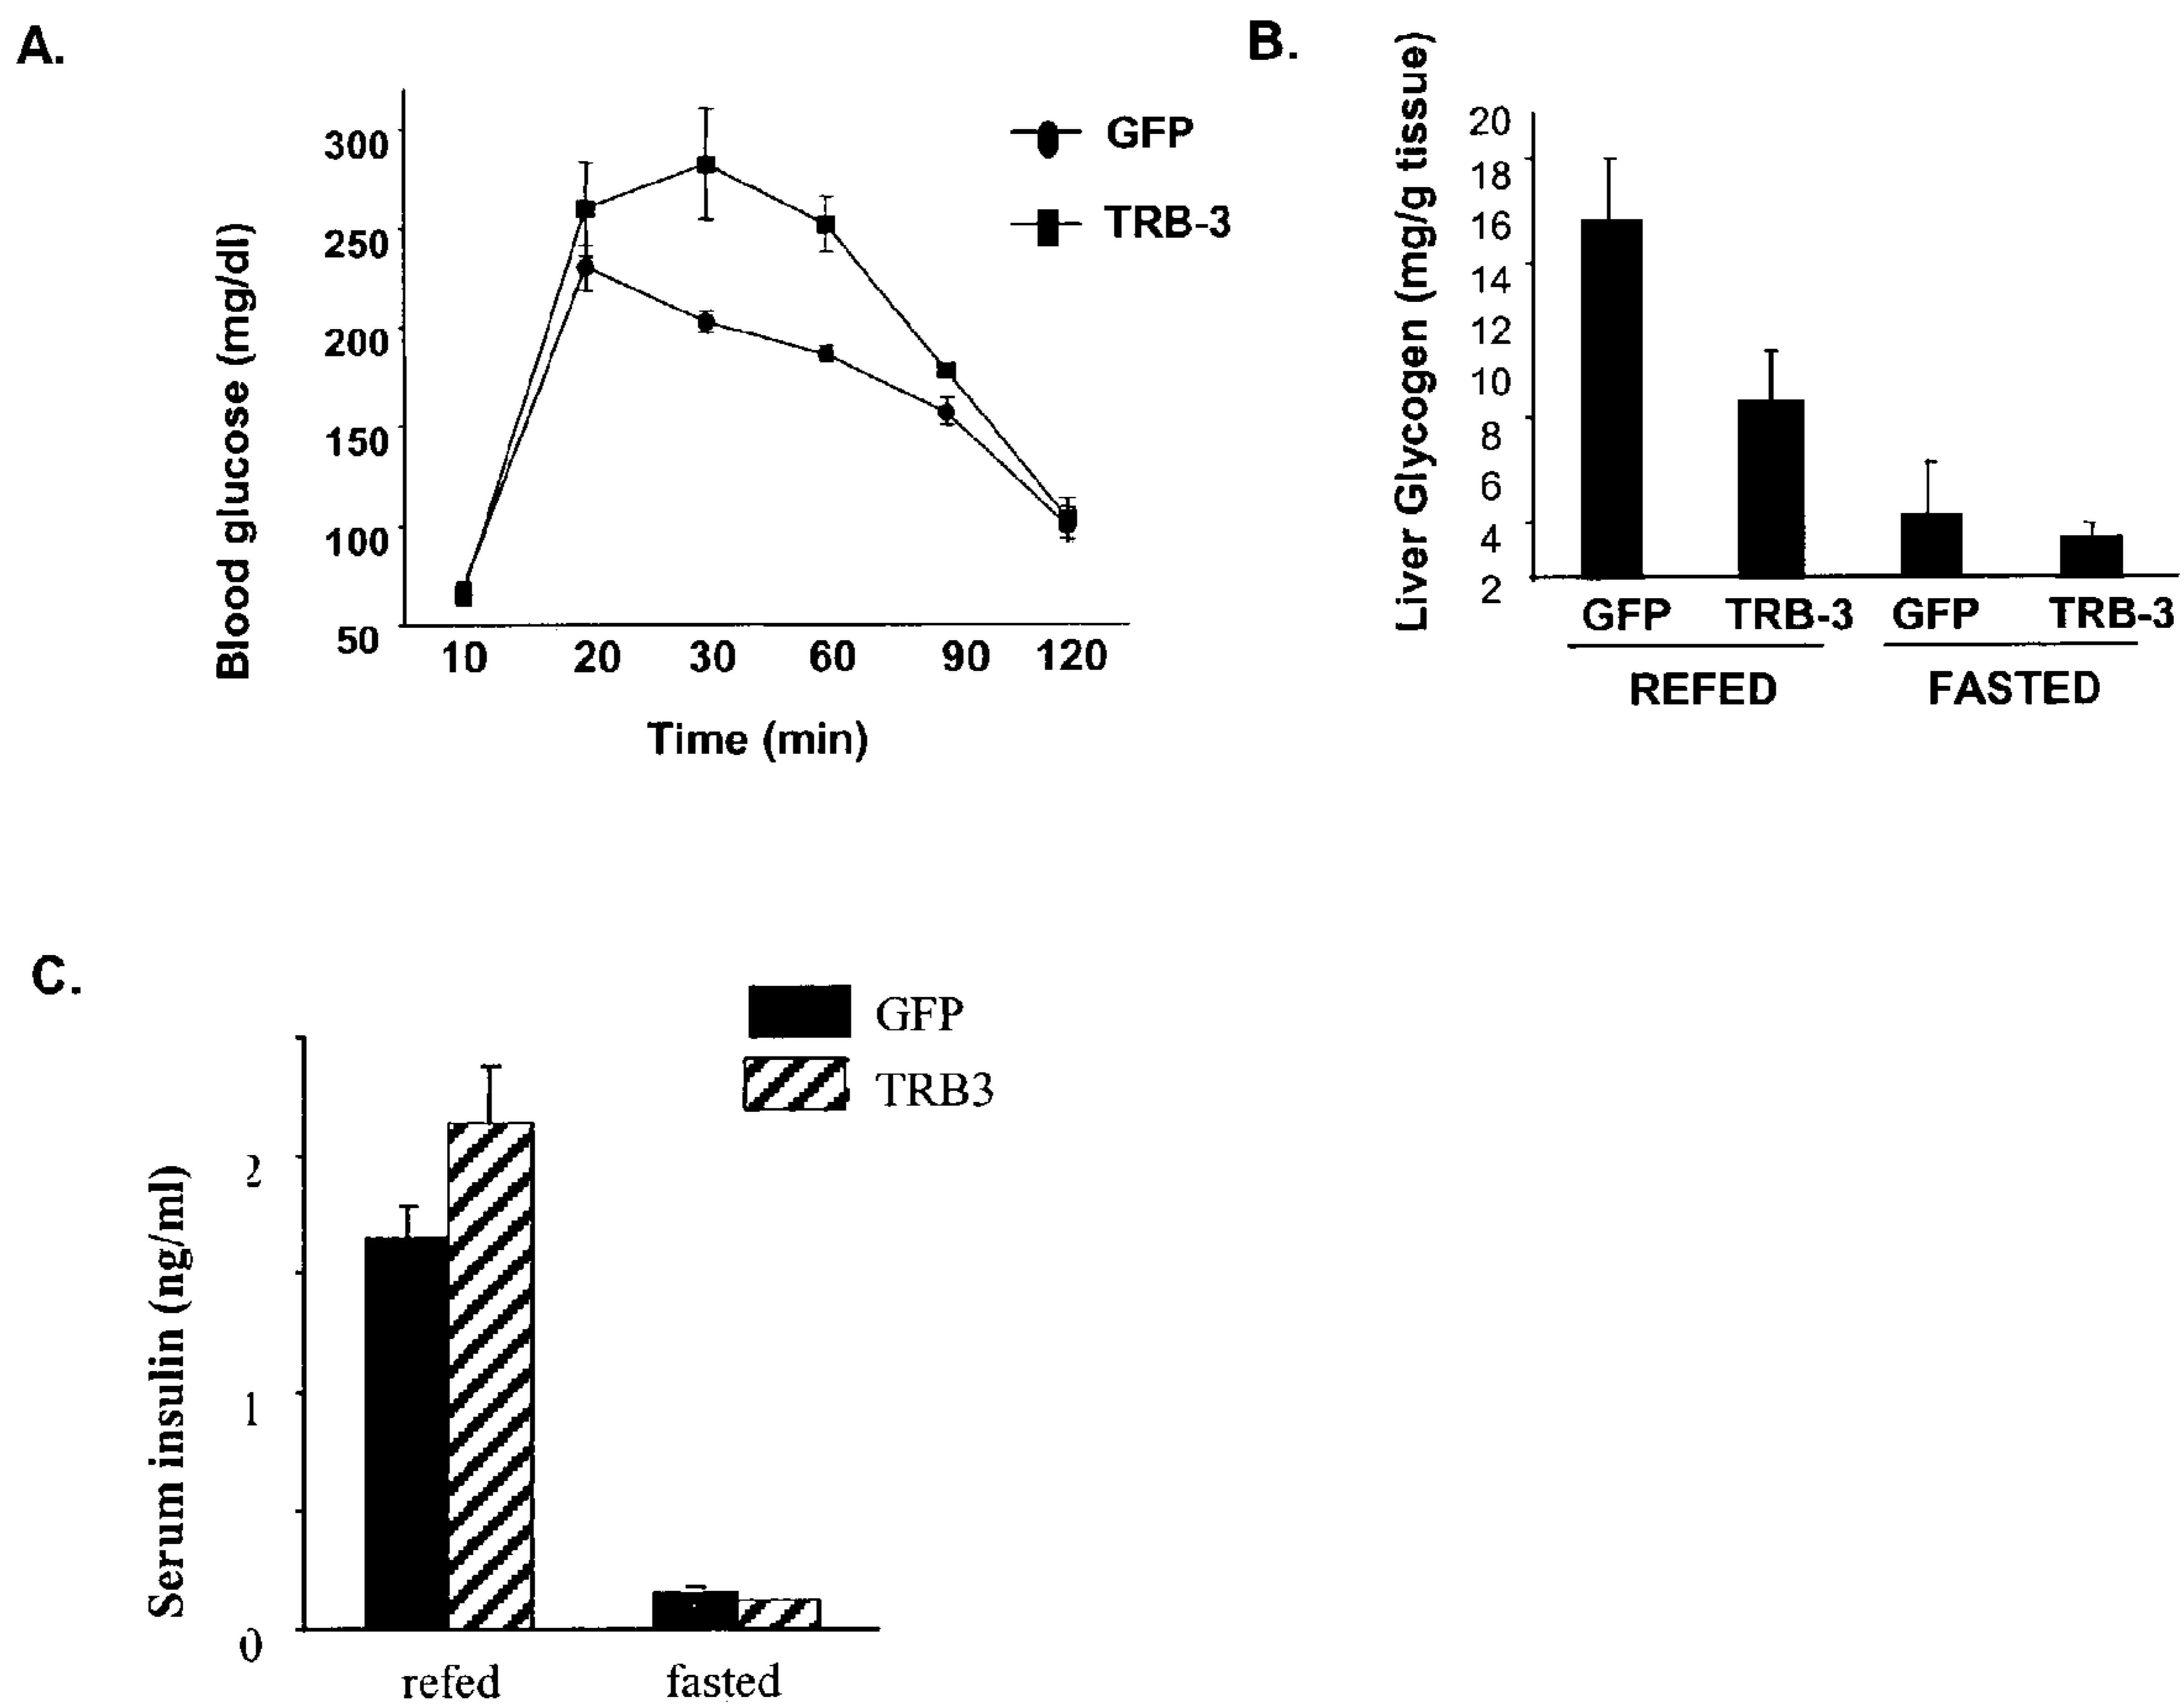 A.
Blood glucose (mg/dl)
300
250
200
150
100
50
10 20 30 60 90 120
Time (min)
GFP
TRB-3
B.
Liver Glycogen (mg/g tissue)
20
18
16
14
12
10
8
6
4
2
GFP TRB-3 GFP TRB-3
REFED FASTED
C.
Serum insulin (ng/ml)
2
1
0
refed fasted
GFP
TRB3